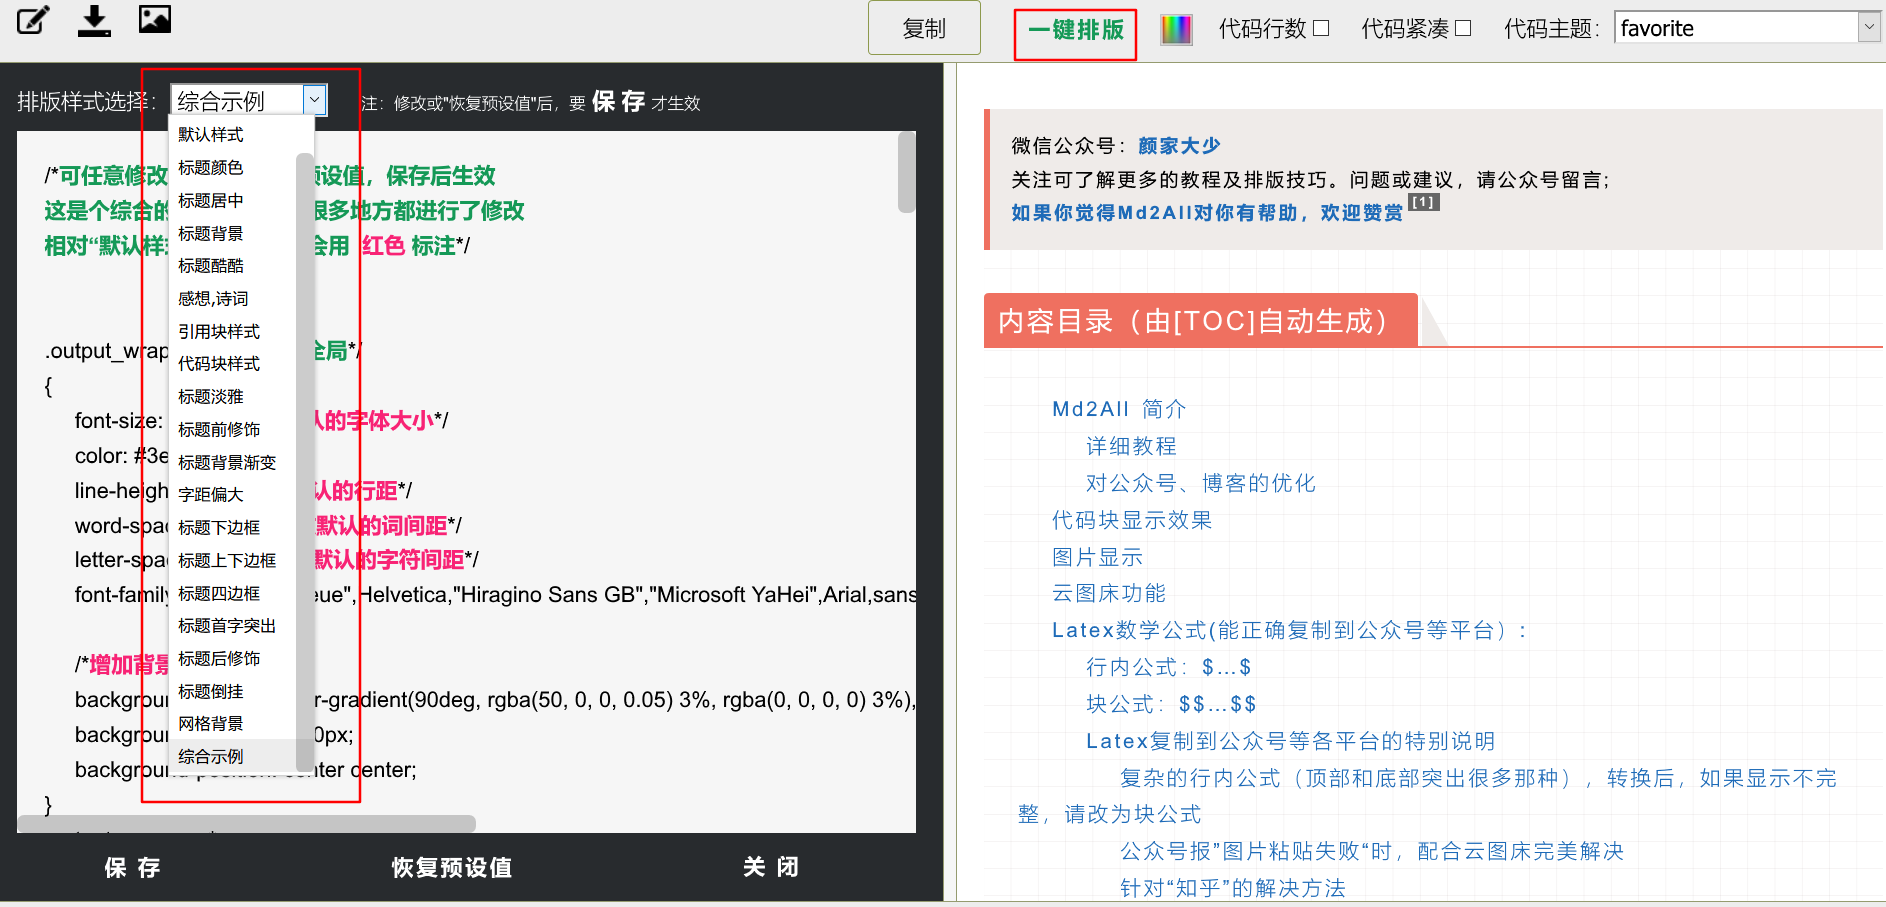 复制
一键排版
代码行数
代码紧凑
代码主题：
favorite
排版样式选择：
综合示例
注：修改或"恢复预设值"后，要 保 存 才生效
默认样式
标题颜色
标题居中
标题背景
标题酷酷
感想,诗词
引用块样式
代码块样式
标题淡雅
标题前修饰
标题背景渐变
字距偏大
标题下边框
标题上下边框
标题四边框
标题首字突出
标题后修饰
标题倒挂
网格背景
综合示例
/*可任意修改 预设值，保存后生效
这是个综合的 很多地方都进行了修改
相对“默认样 会用 红色 标注*/
.output_wrap 全局*/
{
font-size: 认的字体大小*/
color: #3e
line-heigh 认的行距*/
word-spa 默认的词间距*/
letter-spa 默认的字符间距*/
font-family eue",Helvetica,"Hiragino Sans GB","Microsoft YaHei",Arial,sans
/*增加背景
backgrou r-gradient(90deg, rgba(50, 0, 0, 0.05) 3%, rgba(0, 0, 0, 0) 3%),
backgrou 0px;
background-position: center center;
}
保 存
恢复预设值
关 闭
微信公众号：颜家大少
关注可了解更多的教程及排版技巧。问题或建议，请公众号留言；
如果你觉得Md2All对你有帮助，欢迎赞赏[1]
内容目录（由[TOC]自动生成）
Md2All 简介
详细教程
对公众号、博客的优化
代码块显示效果
图片显示
云图床功能
Latex数学公式(能正确复制到公众号等平台）：
行内公式：$...$
块公式：$$...$$
Latex复制到公众号等各平台的特别说明
复杂的行内公式（顶部和底部突出很多那种），转换后，如果显示不完
整，请改为块公式
公众号报”图片粘贴失败“时，配合云图床完美解决
针对“知乎”的解决方法